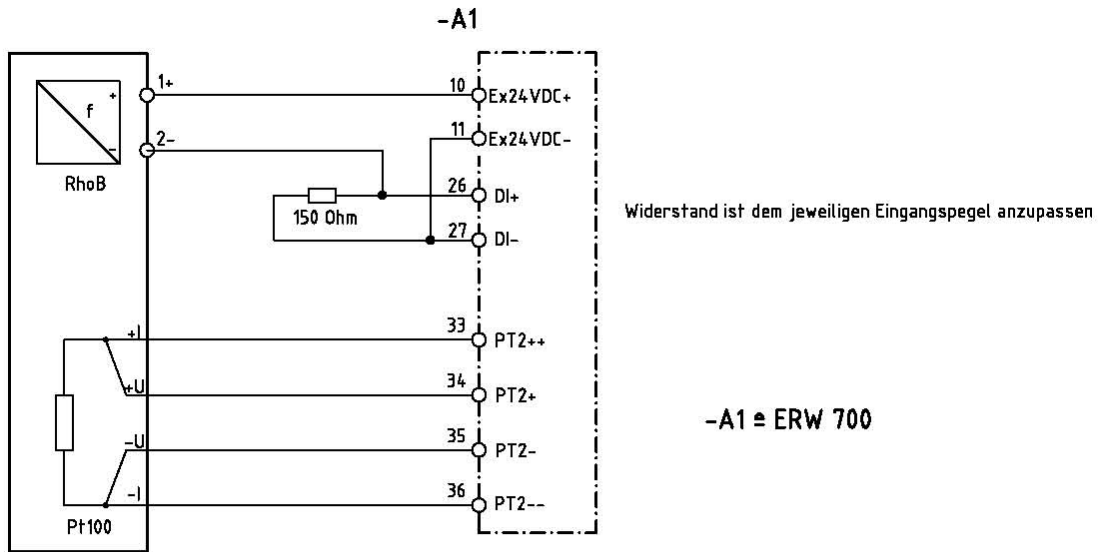 -A1
1+
10
Ex24VDC+
f
+
-
2-
11
Ex24VDC-
RhoB
26
DI+
150 Ohm
27
DI-
Widerstand ist dem jeweiligen Eingangspegel anzupassen
+I
33
PT2++
+U
34
PT2+
-U
35
PT2-
-I
36
PT2--
Pt100
-A1 ≙ ERW 700